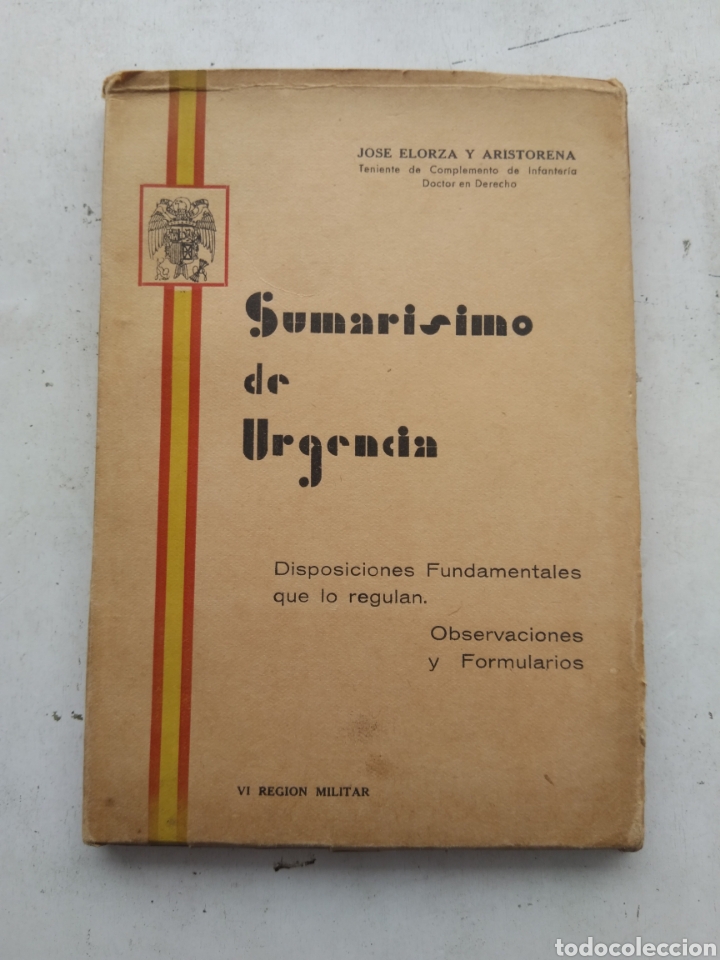 JOSE ELORZA Y ARISTORENA
Teniente de Complemento de Infantería
Doctor en Derecho
Sumarisimo
de
Urgencia
Disposiciones Fundamentales
que lo regulan.
Observaciones
y Formularios
VI REGION MILITAR
todocoleccion